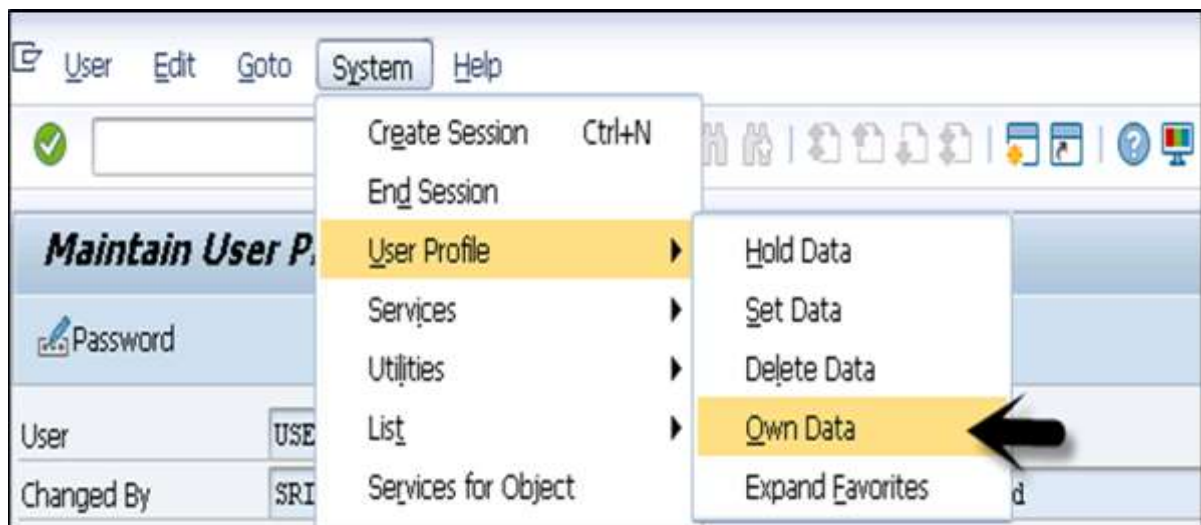 User Edit Goto System Help
Create Session Ctrl+N
End Session
Maintain User P
User Profile
Hold Data
Services
Set Data
Password
Utilities
Delete Data
User USE
List
Own Data
Changed By SRI
Services for Object
Expand Favorites
d